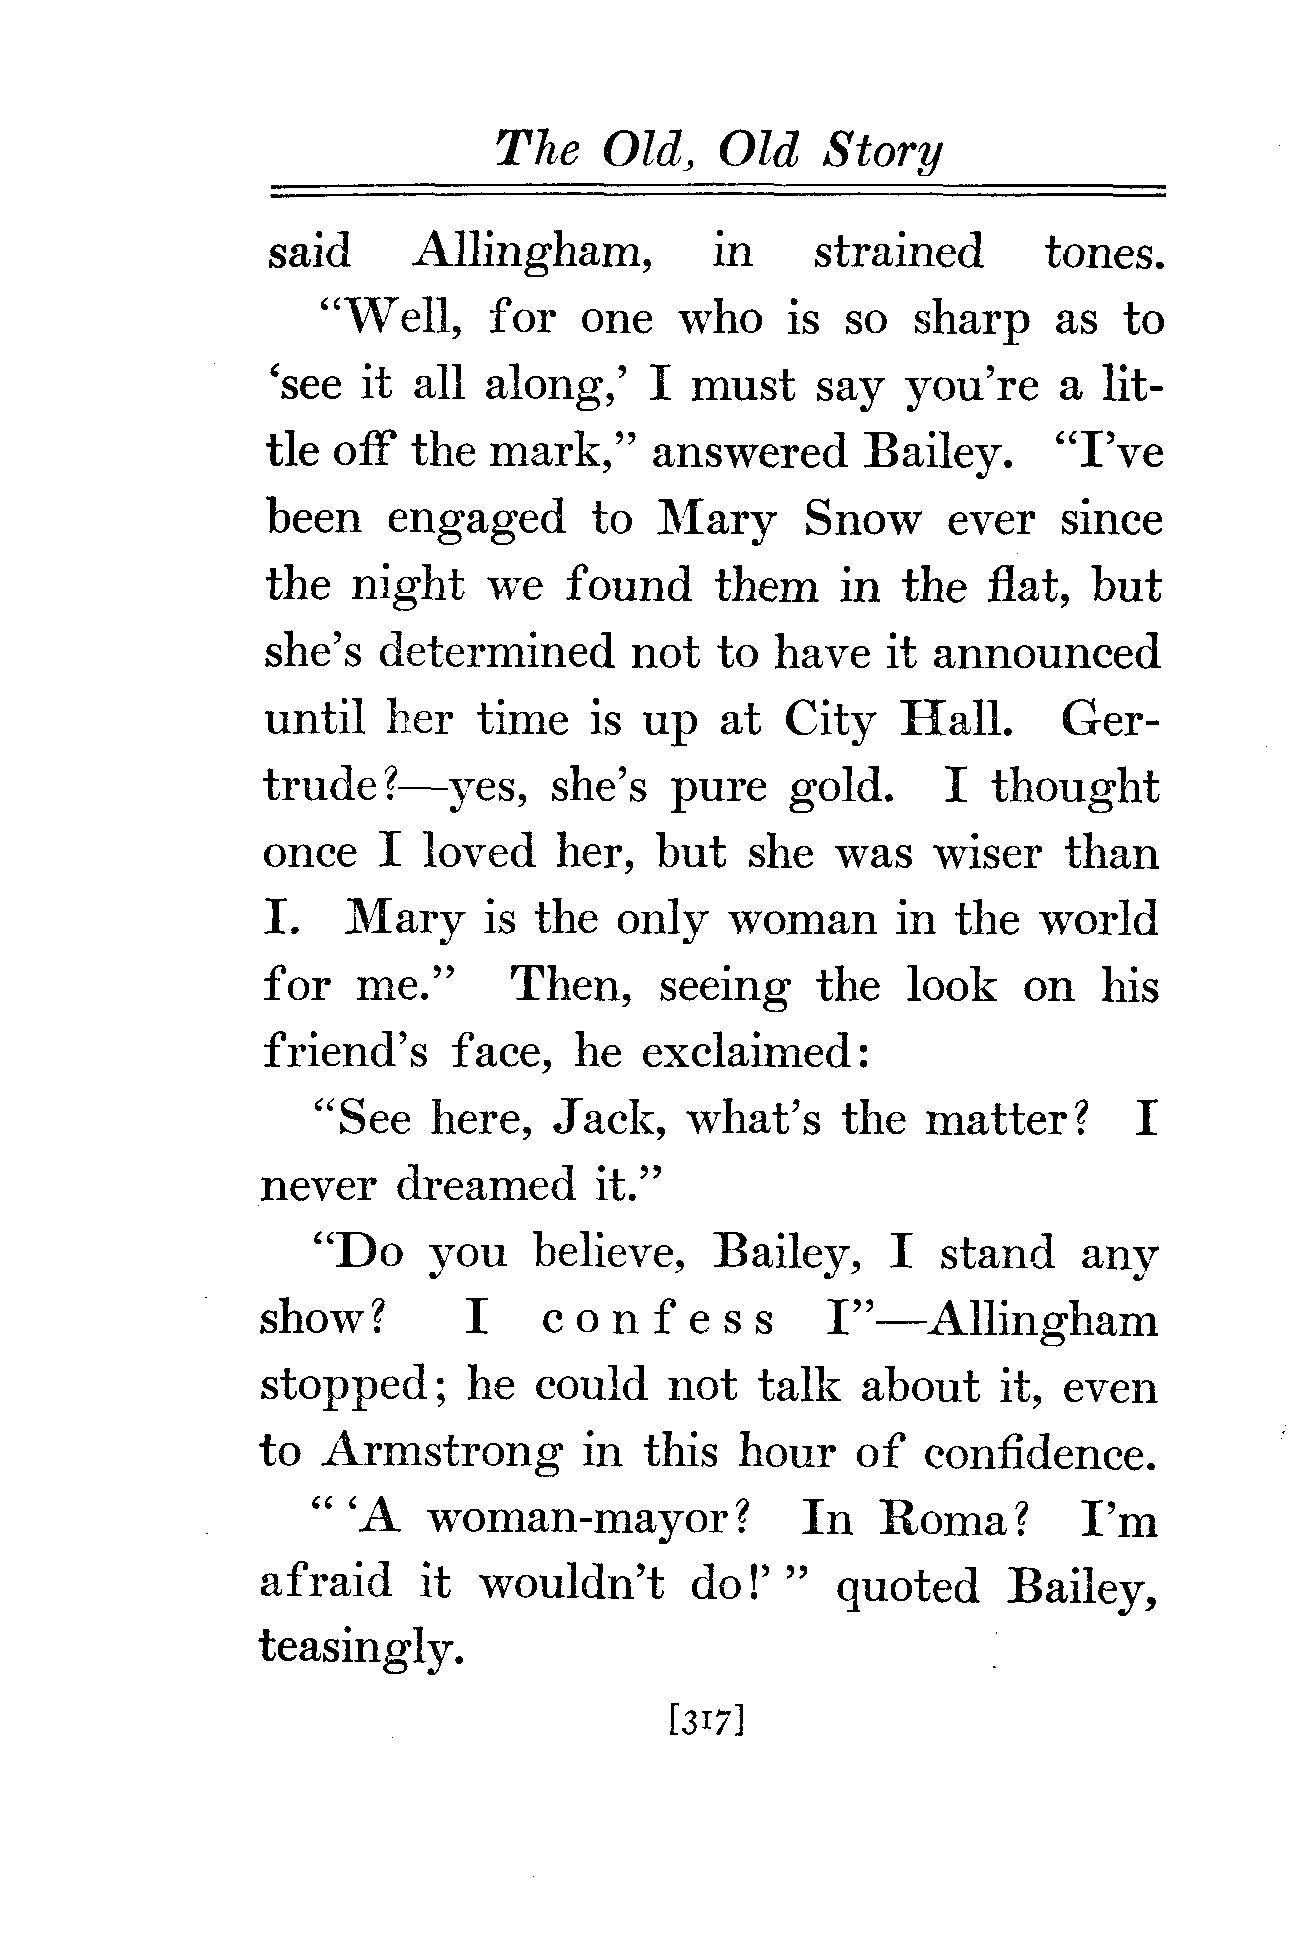 The Old, Old Story
said Allingham, in strained tones.
“Well, for one who is so sharp as to
‘see it all along,’ I must say you’re a lit-
tle off the mark,” answered Bailey. “I’ve
been engaged to Mary Snow ever since
the night we found them in the flat, but
she’s determined not to have it announced
until her time is up at City Hall. Ger-
trude?—yes, she’s pure gold. I thought
once I loved her, but she was wiser than
I. Mary is the only woman in the world
for me.” Then, seeing the look on his
friend’s face, he exclaimed:
“See here, Jack, what’s the matter? I
never dreamed it.”
“Do you believe, Bailey, I stand any
show? I confess I”—Allingham
stopped; he could not talk about it, even
to Armstrong in this hour of confidence.
“ ‘A woman-mayor? In Roma? I’m
afraid it wouldn’t do!’ ” quoted Bailey,
teasingly.
[317]